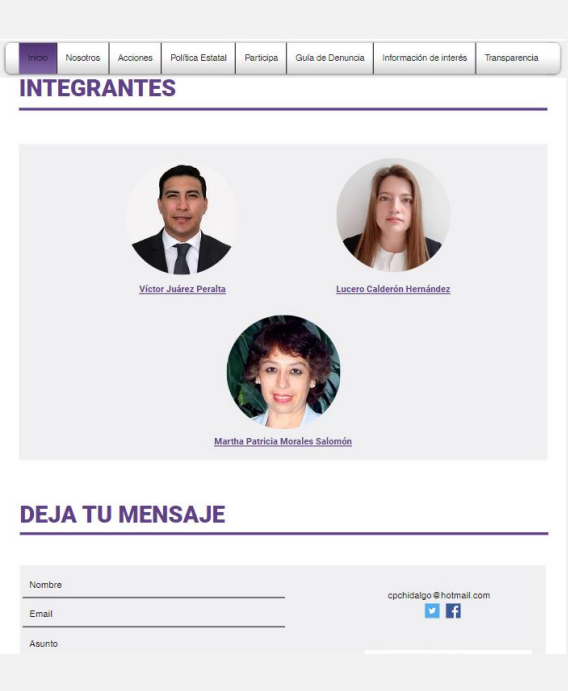 Inicio
Nosotros
Acciones
Política Estatal
Participa
Guía de Denuncia
Información de interés
Transparencia
INTEGRANTES
Víctor Juárez Peralta
Lucero Calderón Hernández
Martha Patricia Morales Salomón
DEJA TU MENSAJE
Nombre
Email
Asunto
cpchidalgo@hotmail.com